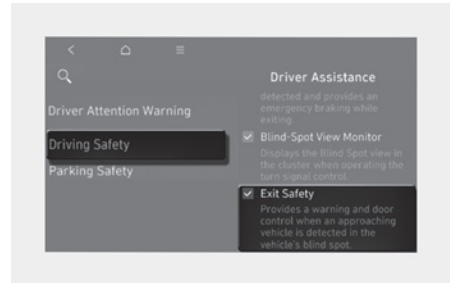 Driver Attention Warning
Driving Safety
Parking Safety
Driver Assistance
detected and provides an
emergency braking while
exiting.
Blind-Spot View Monitor
Displays the Blind Spot view in
the cluster when operating the
turn signal control.
Exit Safety
Provides a warning and door
control when an approaching
vehicle is detected in the
vehicle's blind spot.